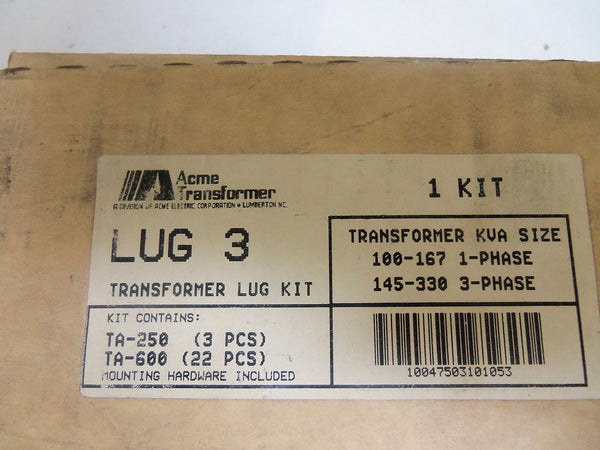 Acme
Transformer
A DIVISION OF ACME ELECTRIC CORPORATION • LUMBERTON NC.
1 KIT
LUG 3
TRANSFORMER LUG KIT
TRANSFORMER KVA SIZE
100-167 1-PHASE
145-330 3-PHASE
KIT CONTAINS:
TA-250 (3 PCS)
TA-600 (22 PCS)
MOUNTING HARDWARE INCLUDED
10047503101053